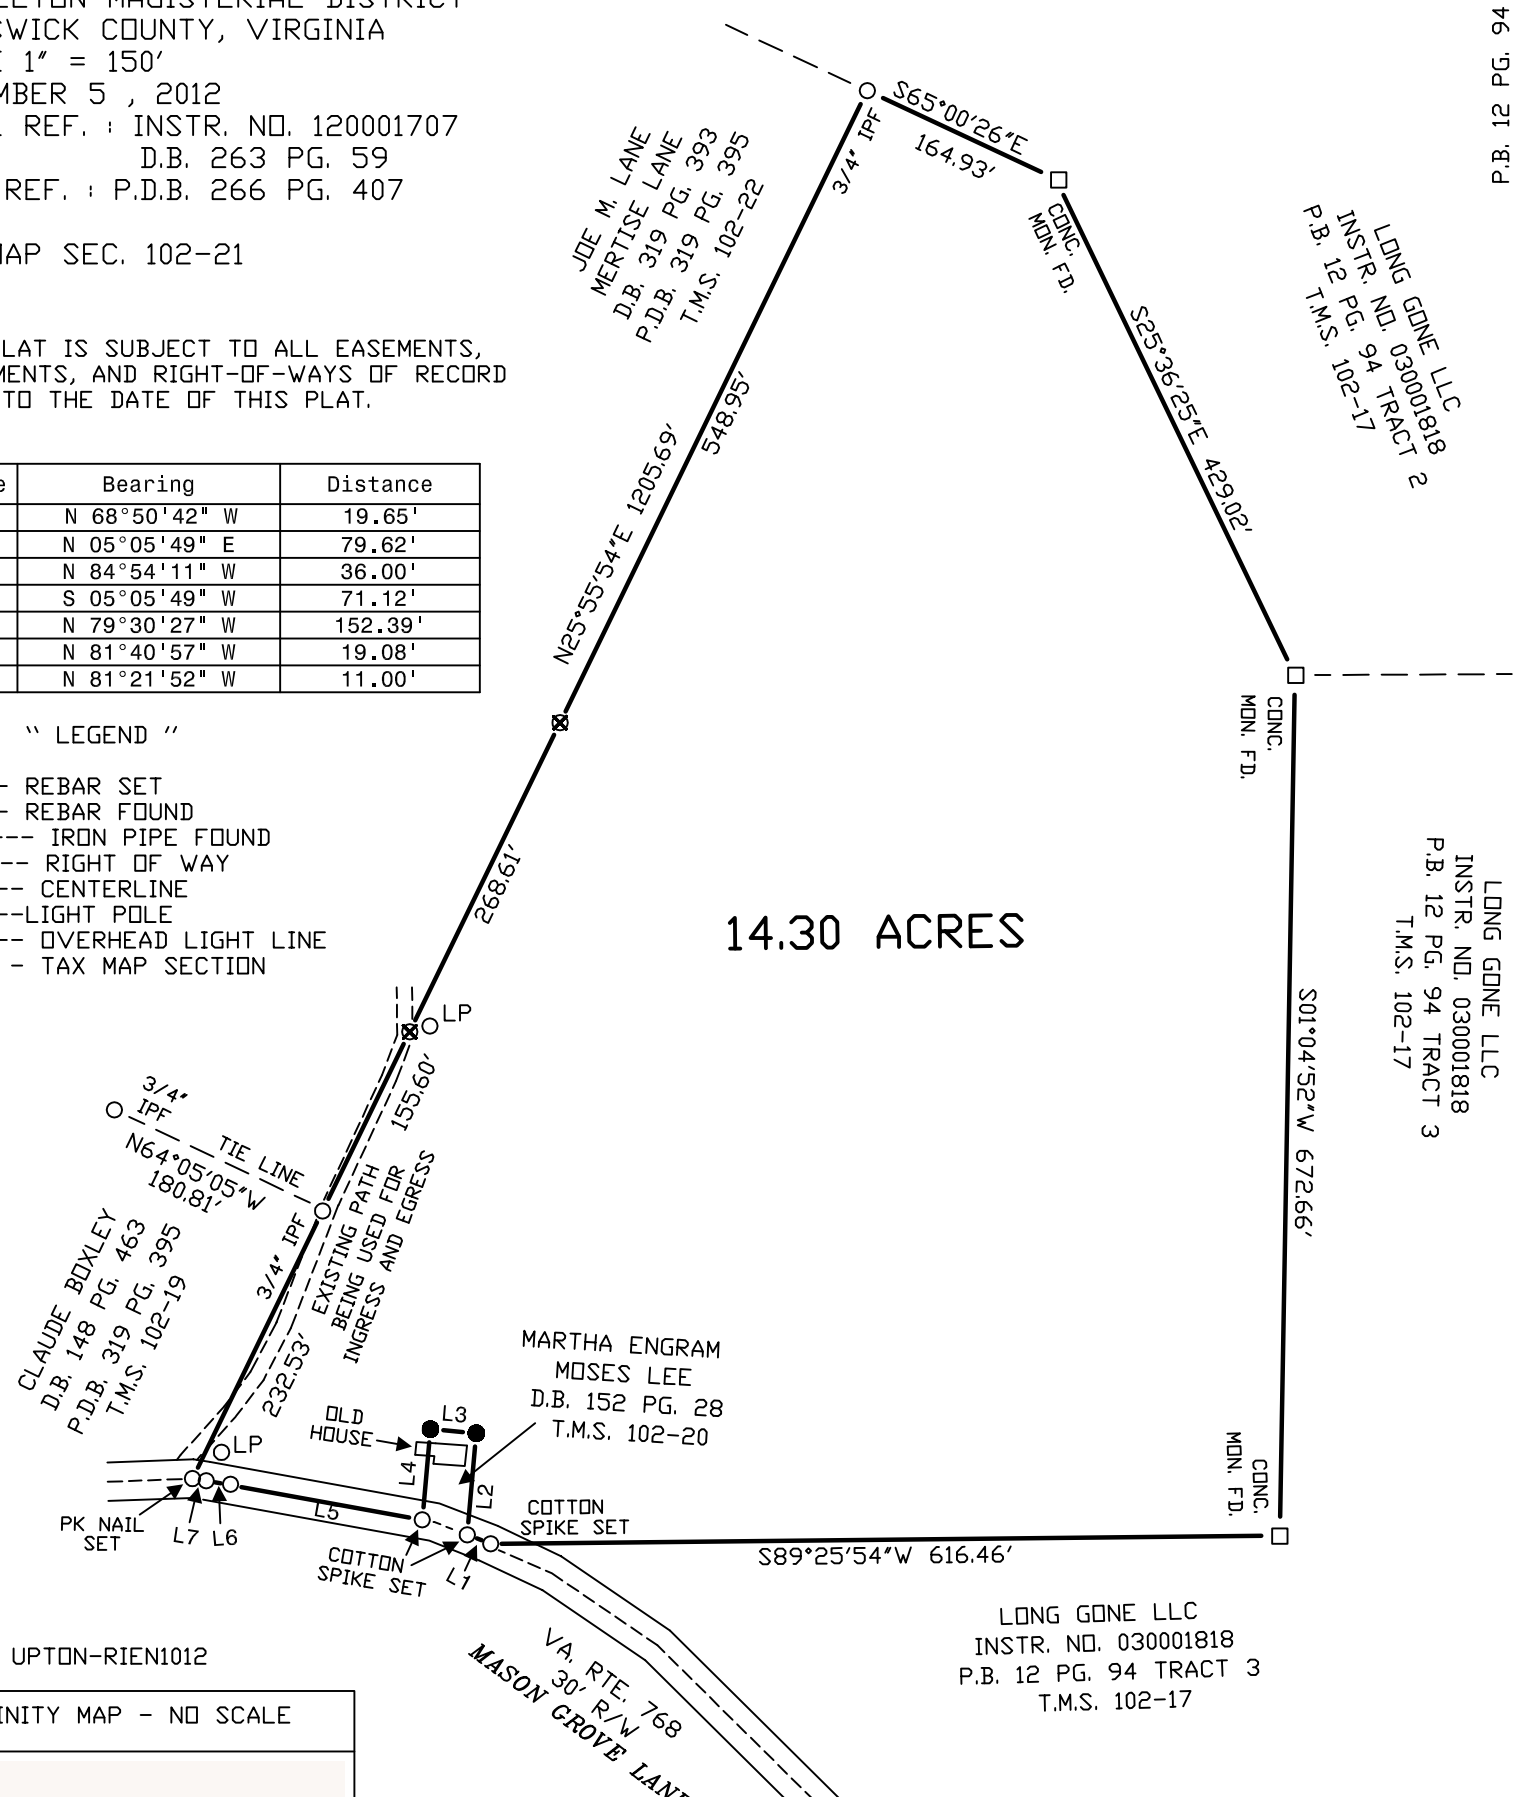 MAGISTERIAL DISTRICT
WICK COUNTY, VIRGINIA
1" = 150'
MBER 5 , 2012
REF. : INSTR. NO. 120001707
D.B. 263 PG. 59
REF. : P.D.B. 266 PG. 407
MAP SEC. 102-21
LAT IS SUBJECT TO ALL EASEMENTS,
MENTS, AND RIGHT-OF-WAYS OF RECORD
TO THE DATE OF THIS PLAT.
e Bearing Distance
N 68°50'42" W 19.65'
N 05°05'49" E 79.62'
N 84°54'11" W 36.00'
S 05°05'49" W 71.12'
N 79°30'27" W 152.39'
N 81°40'57" W 19.08'
N 81°21'52" W 11.00'
" LEGEND "
- REBAR SET
- REBAR FOUND
--- IRON PIPE FOUND
-- RIGHT OF WAY
-- CENTERLINE
--LIGHT POLE
-- OVERHEAD LIGHT LINE
- TAX MAP SECTION
P.B. 12 PG. 94
S65°00'26"E
164.93'
3/4" IPF
CONC.
MON. FD.
JOE M. LANE
MERTISE LANE
D.B. 319 PG. 393
P.D.B. 319 PG. 395
T.M.S. 102-22
548.95'
N25°55'54"E 1205.69'
S25°36'25"E 429.02'
LONG GONE LLC
INSTR. NO. 030001818
P.B. 12 PG. 94 TRACT 2
T.M.S. 102-17
CONC.
MON. FD.
268.61'
14.30 ACRES
LONG GONE LLC
INSTR. NO. 030001818
P.B. 12 PG. 94 TRACT 3
T.M.S. 102-17
S01°04'52"W 672.66'
LP
155.60'
3/4"
IPF
TIE LINE
N64°05'05"W
180.81'
EXISTING PATH
BEING USED FOR
INGRESS AND EGRESS
3/4" IPF
CLAUDE BOXLEY
D.B. 148 PG. 463
P.D.B. 319 PG. 395
T.M.S. 102-19
232.53'
MARTHA ENGRAM
MOSES LEE
D.B. 152 PG. 28
T.M.S. 102-20
OLD
HOUSE
L3
L4
L2
LP
L5
PK NAIL
SET
L7
L6
COTTON
SPIKE SET
L1
COTTON
SPIKE SET
CONC.
MON. FD.
S89°25'54"W 616.46'
LONG GONE LLC
INSTR. NO. 030001818
P.B. 12 PG. 94 TRACT 3
T.M.S. 102-17
VA. RTE. 768
30' R/W
MASON GROVE LANE
UPTON-RIEN1012
INITY MAP - NO SCALE